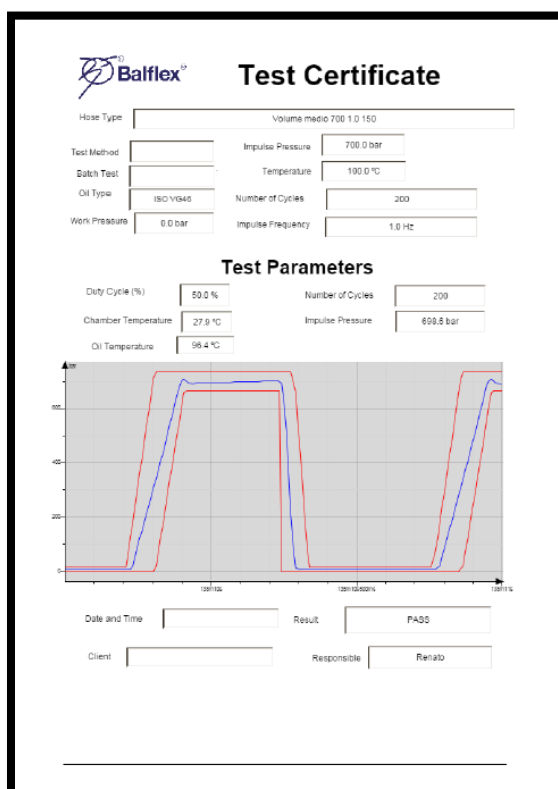 Balflex®
Test Certificate
Hose Type
Volume medio 700 1.0 150
Test Method
Impulse Pressure
700.0 bar
Batch Test
Temperature
100.0 ºC
Oil Type
ISO VG46
Number of Cycles
200
Work Pressure
0.0 bar
Impulse Frequency
1.0 Hz
Test Parameters
Duty Cycle (%)
50.0 %
Number of Cycles
200
Chamber Temperature
27.9 ºC
Impulse Pressure
698.5 bar
Oil Temperature
96.4 ºC
400
200
0
Date and Time
Result
PASS
Client
Responsible
Renato